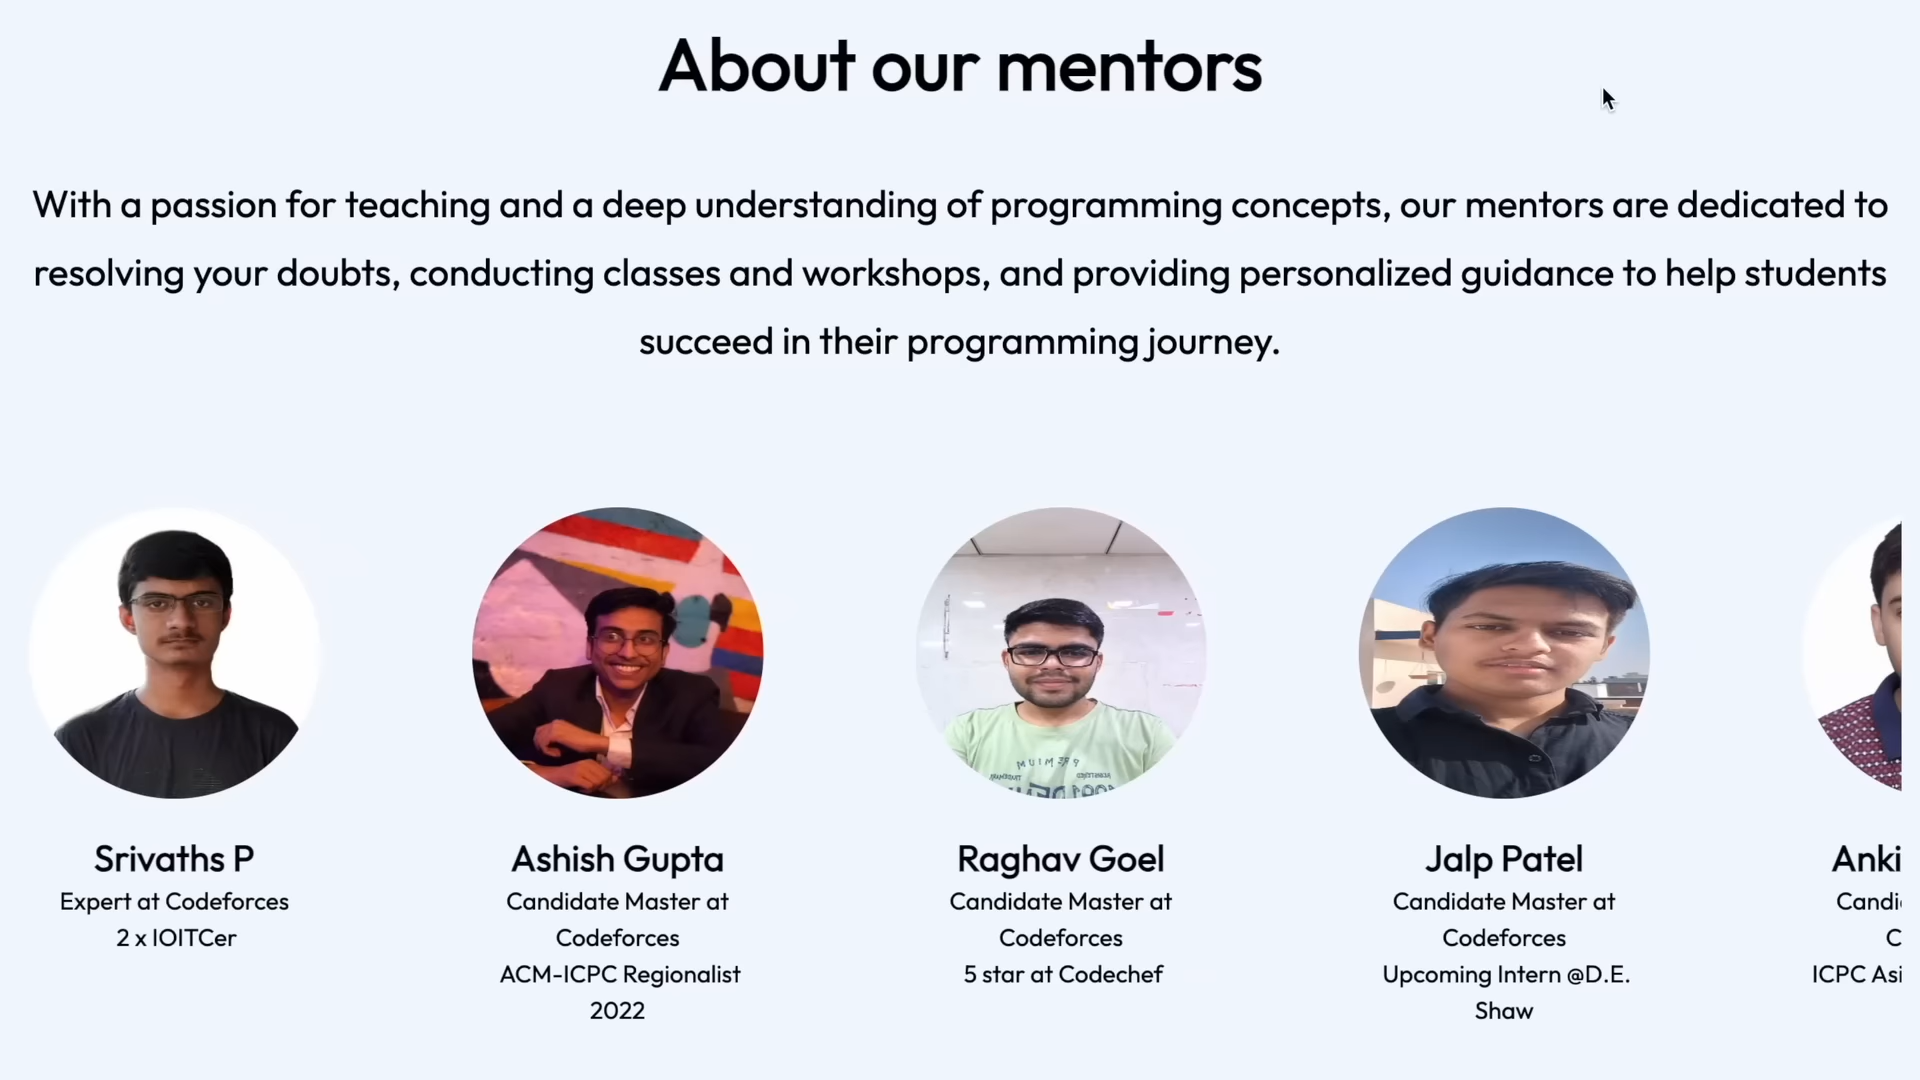 About our mentors
With a passion for teaching and a deep understanding of programming concepts, our mentors are dedicated to
resolving your doubts, conducting classes and workshops, and providing personalized guidance to help students
succeed in their programming journey.
Srivaths P
Expert at Codeforces
2 x IOITCer
Ashish Gupta
Candidate Master at
Codeforces
ACM-ICPC Regionalist
2022
Raghav Goel
Candidate Master at
Codeforces
5 star at Codechef
Jalp Patel
Candidate Master at
Codeforces
Upcoming Intern @D.E.
Shaw
ICPC